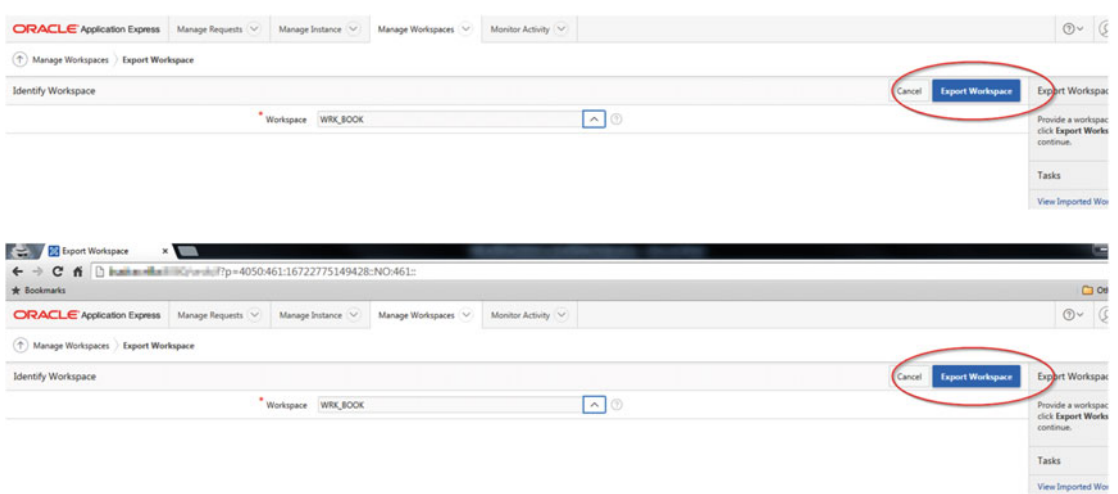 ORACLE Application Express Manage Requests Manage Instance Manage Workspaces Monitor Activity
Manage Workspaces Export Workspace
Identify Workspace Cancel Export Workspace Export Workspac
* Workspace WRK_BOOK Provide a workspac
click Export Works
continue.
Tasks
View Imported Wor
Export Workspace x
?p=4050:461:16722775149428::NO:461::
Bookmarks Oth
ORACLE Application Express Manage Requests Manage Instance Manage Workspaces Monitor Activity
Manage Workspaces Export Workspace
Identify Workspace Cancel Export Workspace Export Workspac
* Workspace WRK_BOOK Provide a workspac
click Export Works
continue.
Tasks
View Imported Wor